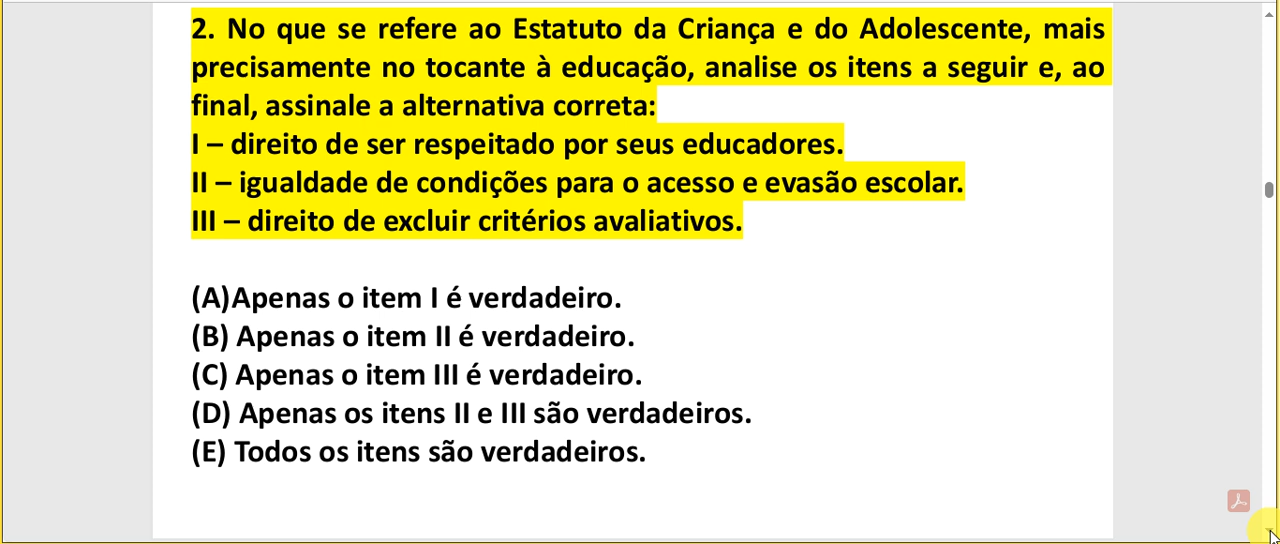 2. No que se refere ao Estatuto da Criança e do Adolescente, mais
precisamente no tocante à educação, analise os itens a seguir e, ao
final, assinale a alternativa correta:
I – direito de ser respeitado por seus educadores.
II – igualdade de condições para o acesso e evasão escolar.
III – direito de excluir critérios avaliativos.
(A)Apenas o item I é verdadeiro.
(B) Apenas o item II é verdadeiro.
(C) Apenas o item III é verdadeiro.
(D) Apenas os itens II e III são verdadeiros.
(E) Todos os itens são verdadeiros.